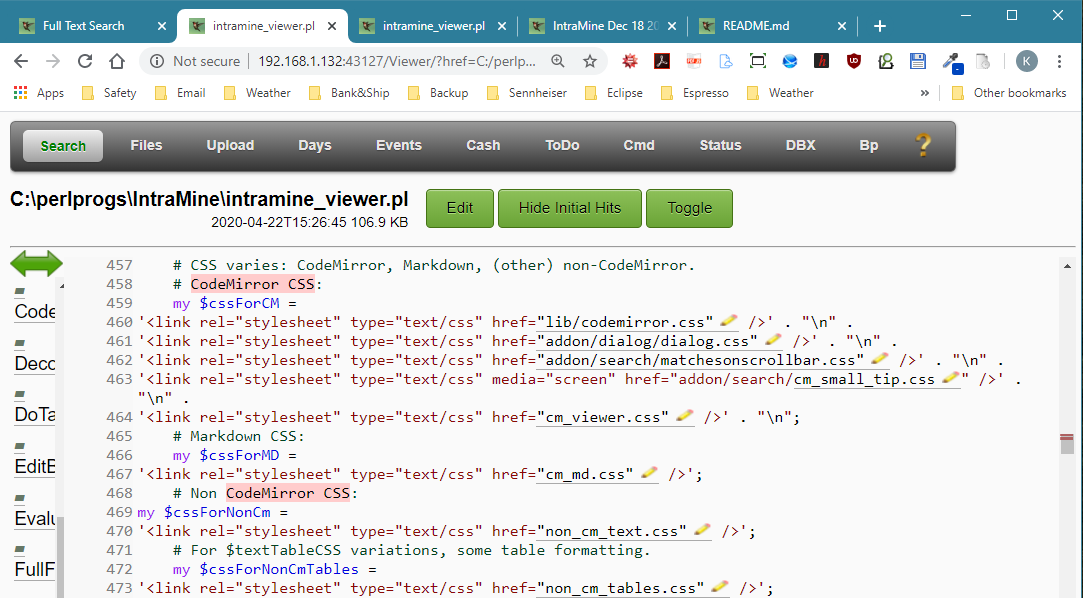 Full Text Search
intramine_viewer.pl
intramine_viewer.pl
IntraMine Dec 18 20
README.md
Not secure
192.168.1.132:43127/Viewer/?href=C:/perlp...
K
Apps
Safety
Email
Weather
Bank&Ship
Backup
Sennheiser
Eclipse
Espresso
Weather
»
Other bookmarks
Search
Files
Upload
Days
Events
Cash
ToDo
Cmd
Status
DBX
Bp
?
C:\perlprogs\IntraMine\intramine_viewer.pl
2020-04-22T15:26:45 106.9 KB
Edit
Hide Initial Hits
Toggle
Code
Deco
DoTa
EditB
Evalu
FullF
457 # CSS varies: CodeMirror, Markdown, (other) non-CodeMirror.
458 # CodeMirror CSS:
459 my $cssForCM =
460 '<link rel="stylesheet" type="text/css" href="lib/codemirror.css" />' . "\n" .
461 '<link rel="stylesheet" type="text/css" href="addon/dialog/dialog.css" />' . "\n" .
462 '<link rel="stylesheet" type="text/css" href="addon/search/matchesonscrollbar.css" />' . "\n" .
463 '<link rel="stylesheet" type="text/css" media="screen" href="addon/search/cm_small_tip.css" />' .
"\n" .
464 '<link rel="stylesheet" type="text/css" href="cm_viewer.css" />' . "\n";
465 # Markdown CSS:
466 my $cssForMD =
467 '<link rel="stylesheet" type="text/css" href="cm_md.css" />';
468 # Non CodeMirror CSS:
469 my $cssForNonCm =
470 '<link rel="stylesheet" type="text/css" href="non_cm_text.css" />';
471 # For $textTableCSS variations, some table formatting.
472 my $cssForNonCmTables =
473 '<link rel="stylesheet" type="text/css" href="non_cm_tables.css" />';